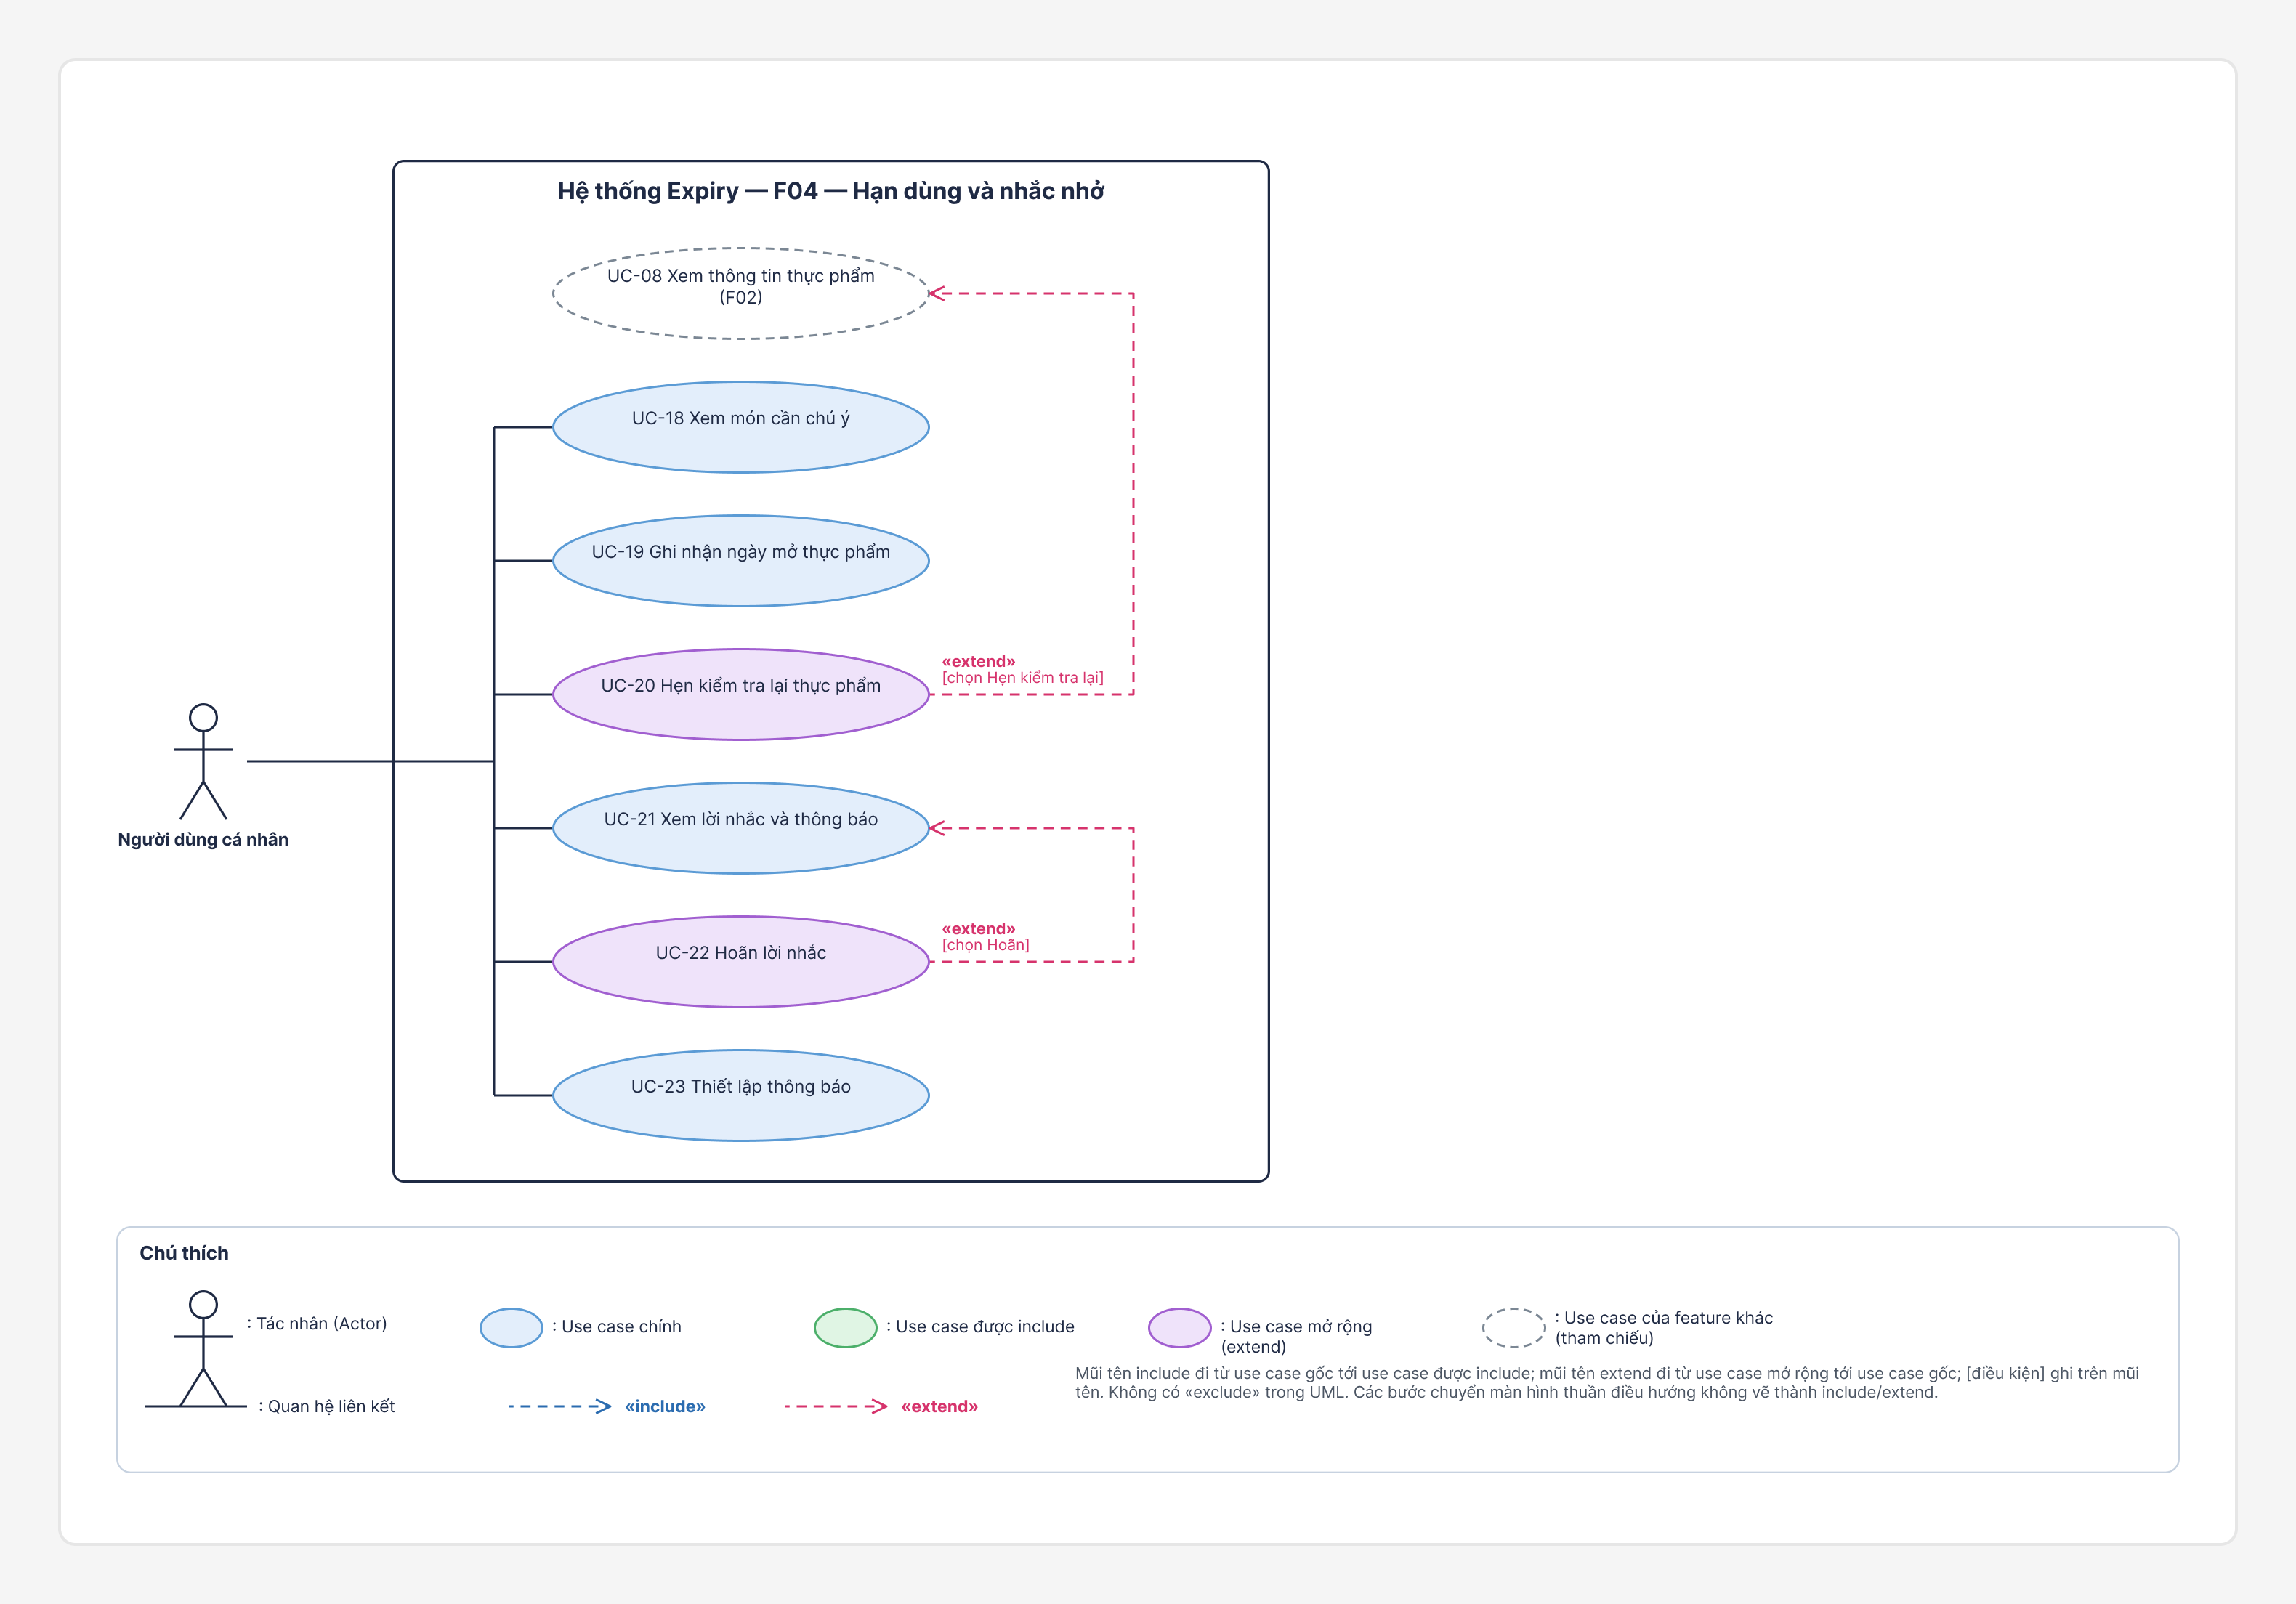 Hệ thống Expiry — F04 — Hạn dùng và nhắc nhở
UC-08 Xem thông tin thực phẩm
(F02)
UC-18 Xem món cần chú ý
UC-19 Ghi nhận ngày mở thực phẩm
«extend»
[chọn Hẹn kiểm tra lại]
UC-20 Hẹn kiểm tra lại thực phẩm
UC-21 Xem lời nhắc và thông báo
Người dùng cá nhân
«extend»
[chọn Hoãn]
UC-22 Hoãn lời nhắc
UC-23 Thiết lập thông báo
Chú thích
: Tác nhân (Actor)
: Use case chính
: Use case được include
: Use case mở rộng
(extend)
: Use case của feature khác
(tham chiếu)
: Quan hệ liên kết
«include»
«extend»
Mũi tên include đi từ use case gốc tới use case được include; mũi tên extend đi từ use case mở rộng tới use case gốc; [điều kiện] ghi trên mũi
tên. Không có «exclude» trong UML. Các bước chuyển màn hình thuần điều hướng không vẽ thành include/extend.